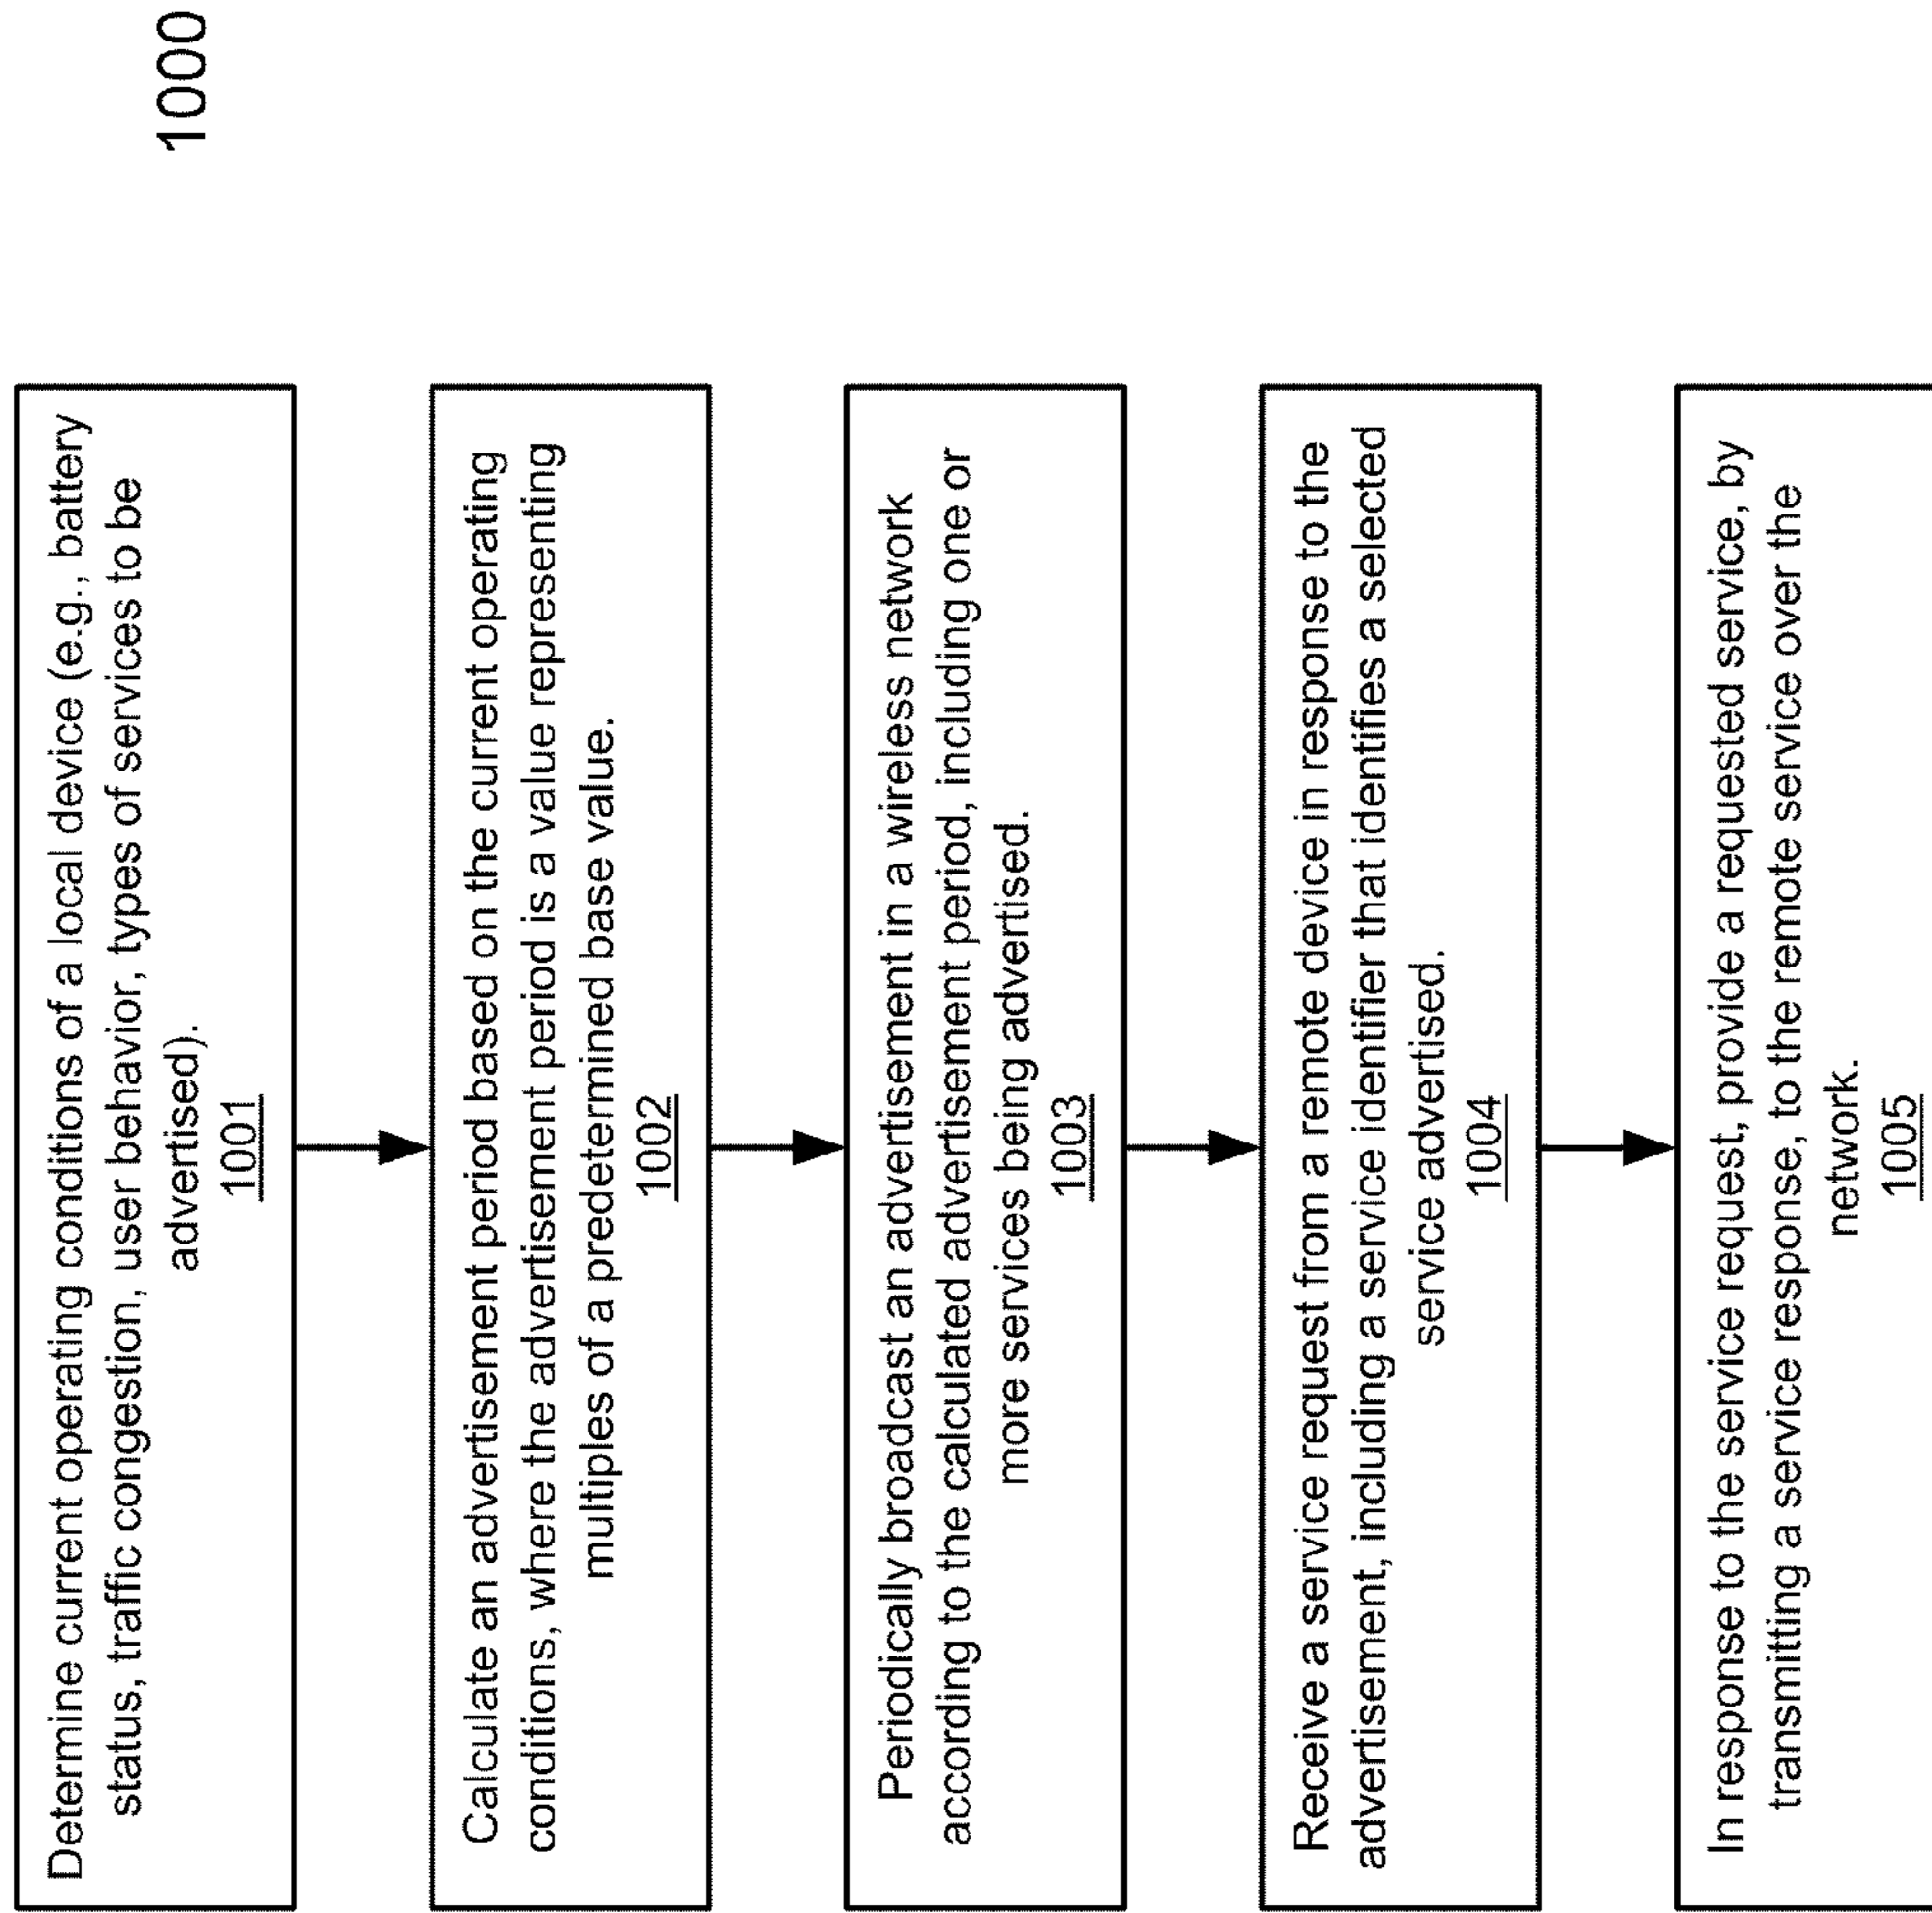 1000
Determine current operating conditions of a local device (e.g., battery
status, traffic congestion, user behavior, types of services to be
advertised).
1001
Calculate an advertisement period based on the current operating
conditions, where the advertisement period is a value representing
multiples of a predetermined base value.
1002
Periodically broadcast an advertisement in a wireless network
according to the calculated advertisement period, including one or
more services being advertised.
1003
Receive a service request from a remote device in response to the
advertisement, including a service identifier that identifies a selected
service advertised.
1004
In response to the service request, provide a requested service, by
transmitting a service response, to the remote service over the
network.
1005